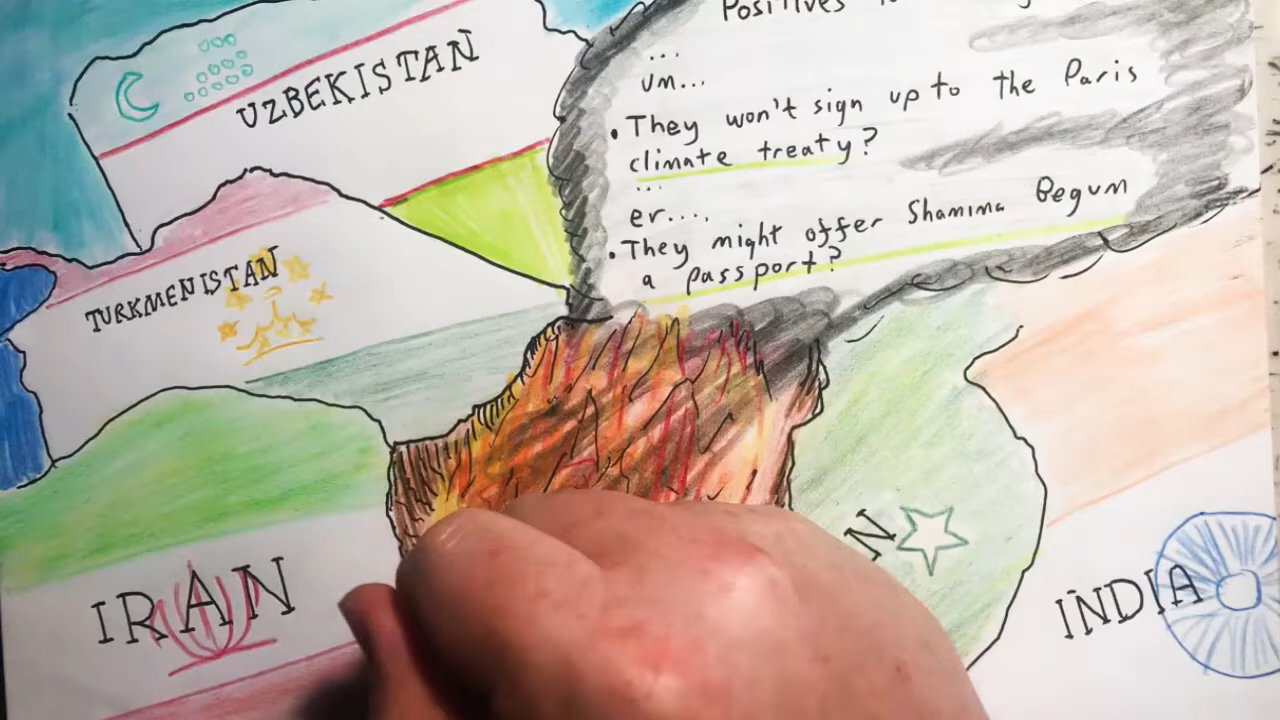 Positives
...
um...
• They won't sign up to the Paris
climate treaty?
...
er....
• They might offer Shamima Begum
a passport?
UZBEKISTAN
TURKMENISTAN
IRAN
N
INDIA